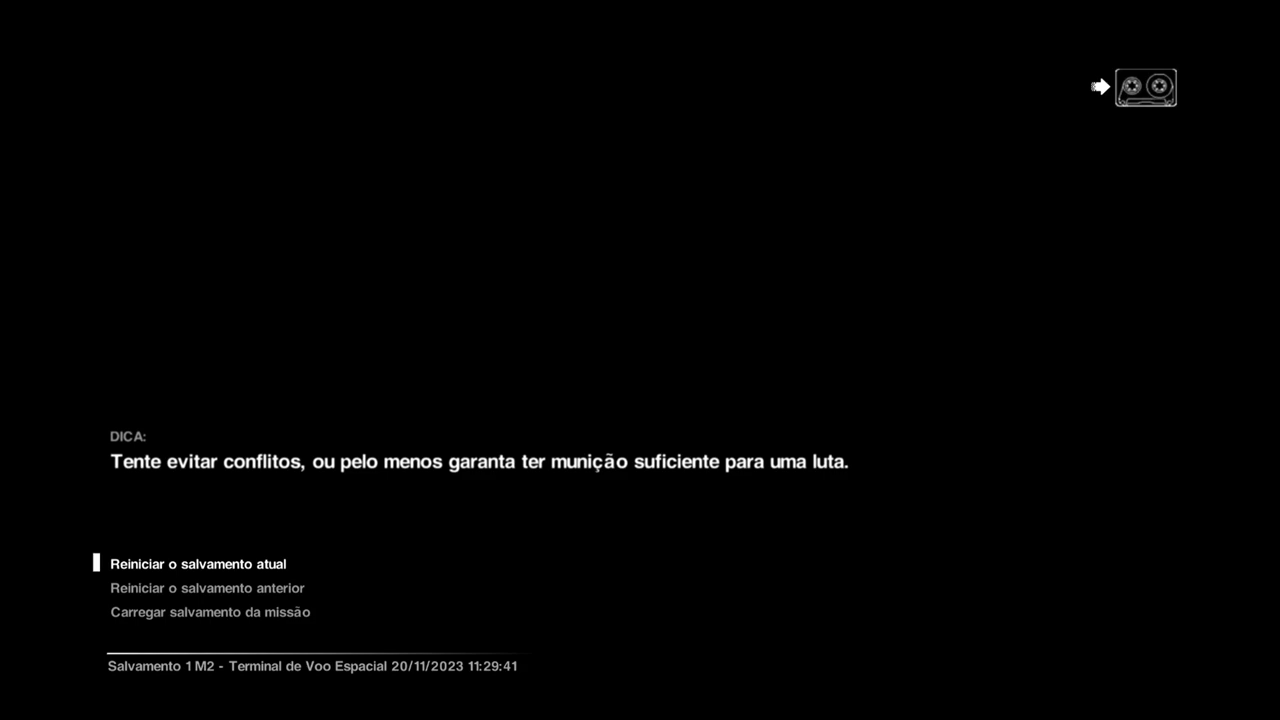 DICA:
Tente evitar conflitos, ou pelo menos garanta ter munição suficiente para uma luta.
Reiniciar o salvamento atual
Reiniciar o salvamento anterior
Carregar salvamento da missão
Salvamento 1 M2 - Terminal de Voo Espacial 20/11/2023 11:29:41